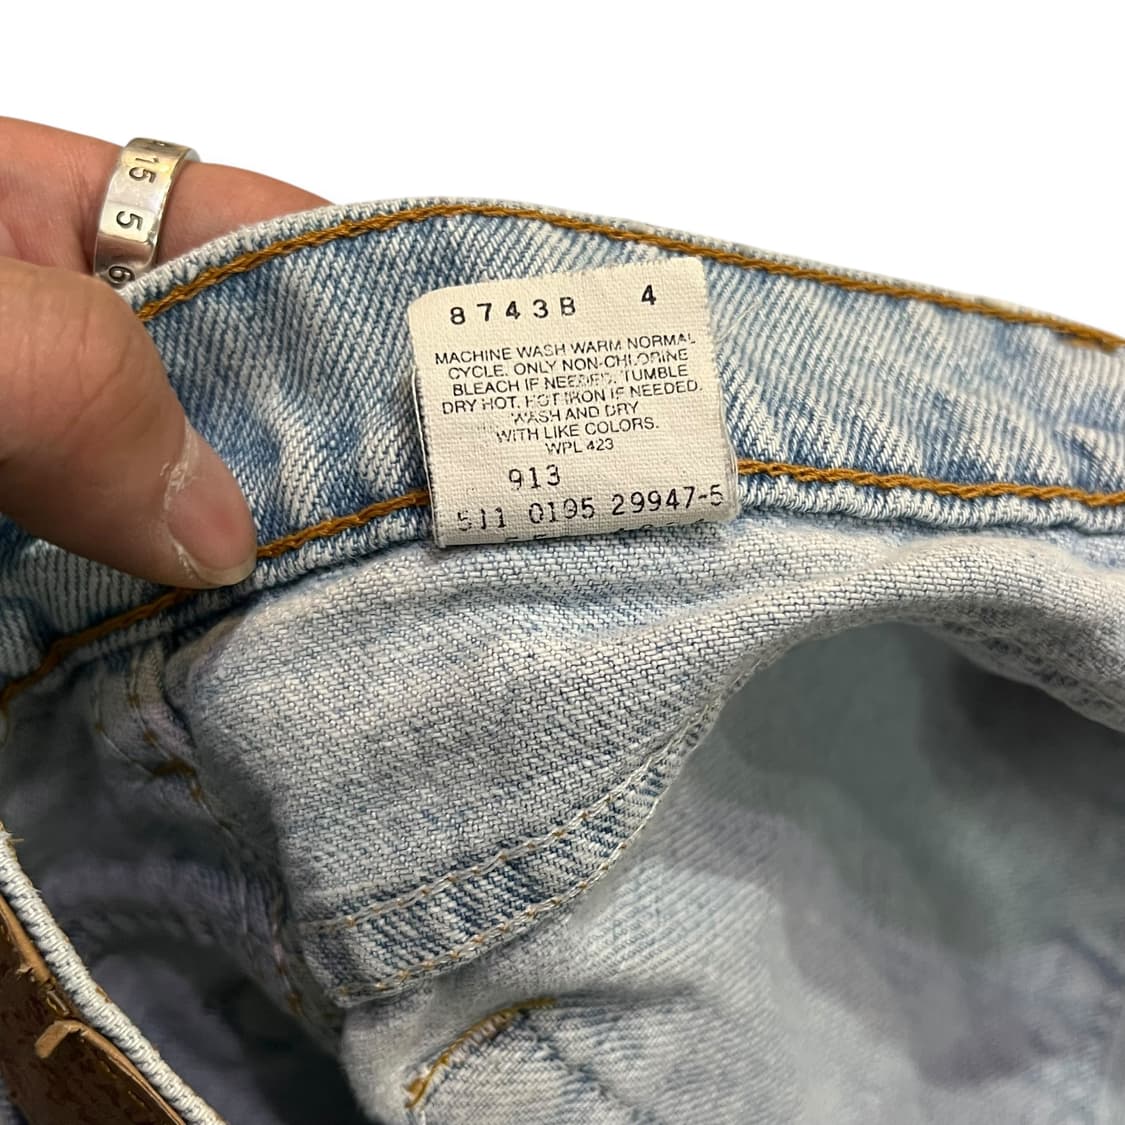 15
5
6
8743B 4
MACHINE WASH WARM NORMAL
CYCLE. ONLY NON-CHLORINE
BLEACH IF NEEDED. TUMBLE
DRY HOT. HOT IRON IF NEEDED.
WASH AND DRY
WITH LIKE COLORS.
WPL 423
913
511 0195 29947-5